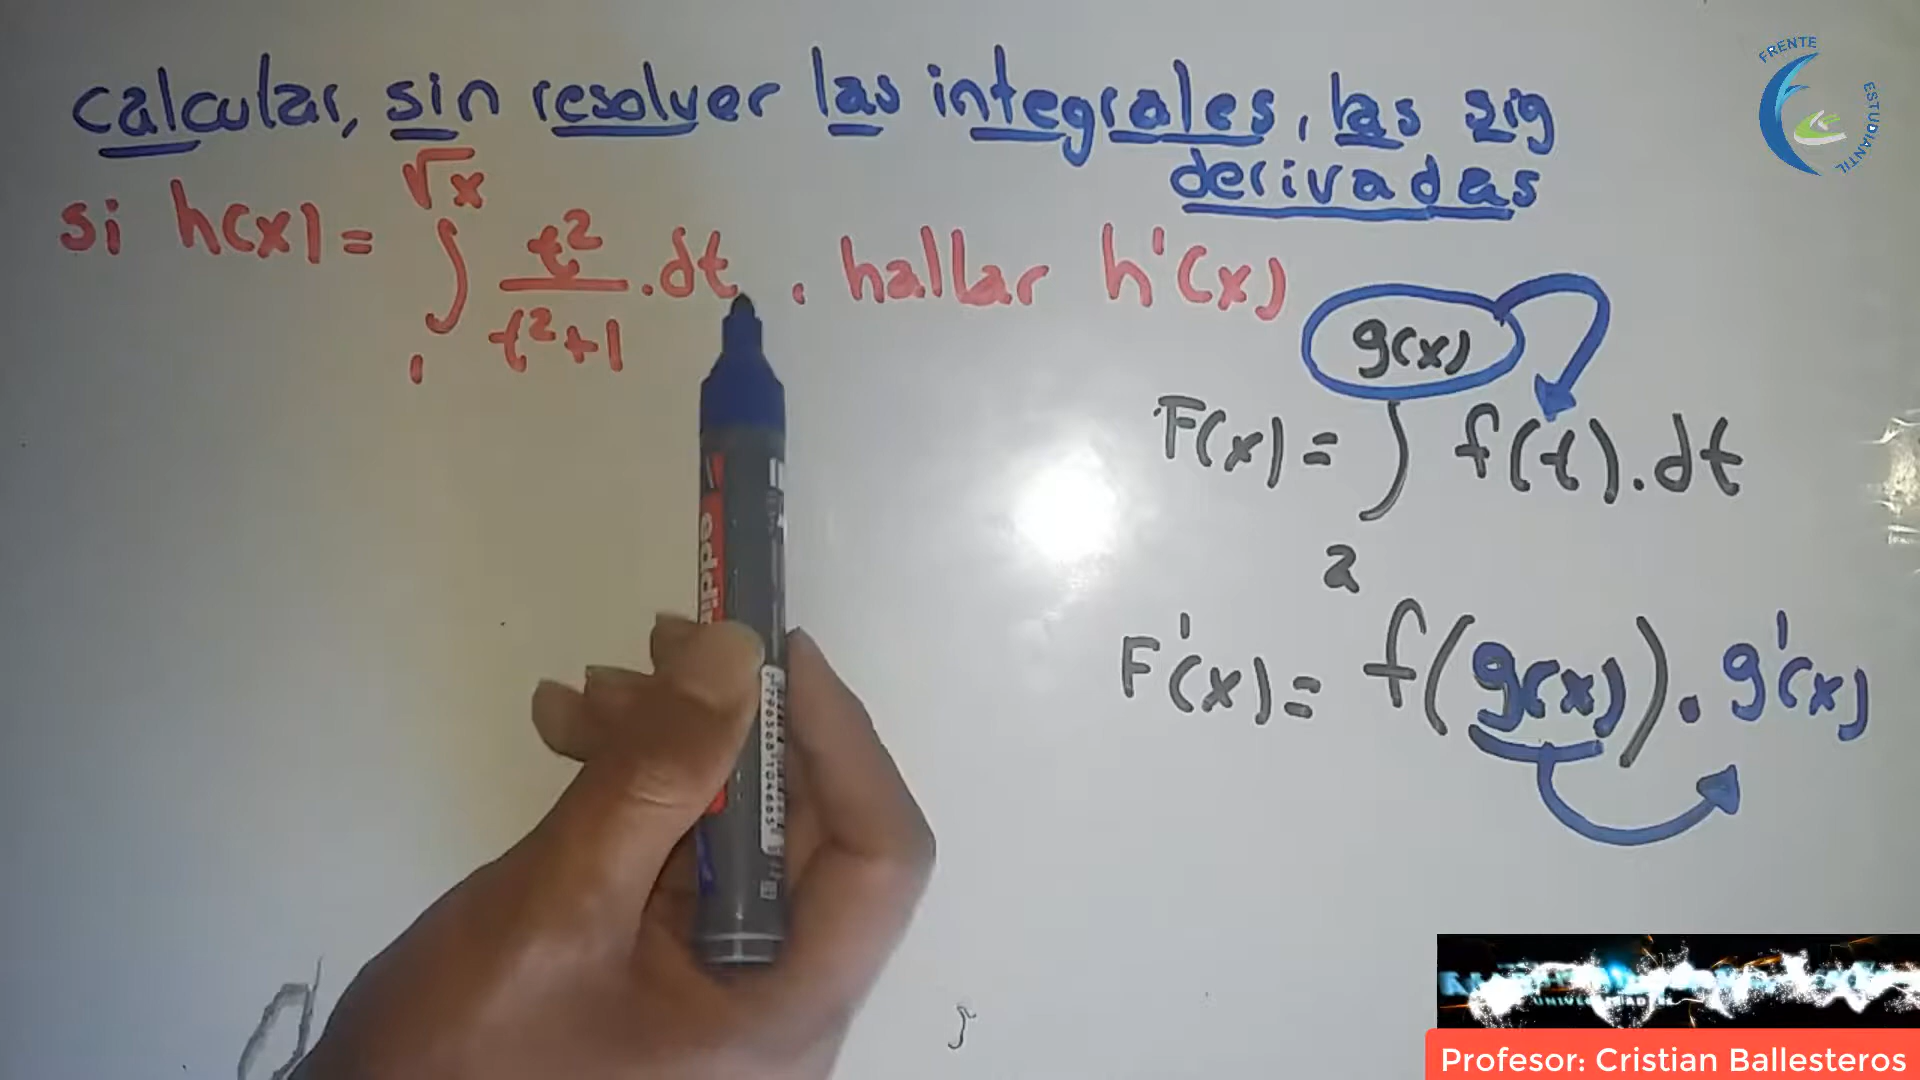 calcular, sin resolver las integrales, las sig
derivadas
si h(x) = ∫ t²/t²+1 .dt, hallar h'(x)
√x
1
g(x)
F(x) = ∫ f(t).dt
a
F'(x) = f(g(x)).g'(x)
FRENTE
ESTUDIANTIL
edding
Profesor: Cristian Ballesteros